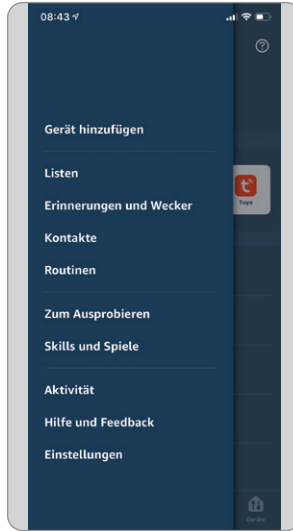 08:43
Gerät hinzufügen
Listen
Erinnerungen und Wecker
Kontakte
Routinen
Tuya
Zum Ausprobieren
Skills und Spiele
Aktivität
Hilfe und Feedback
Einstellungen
Geräte